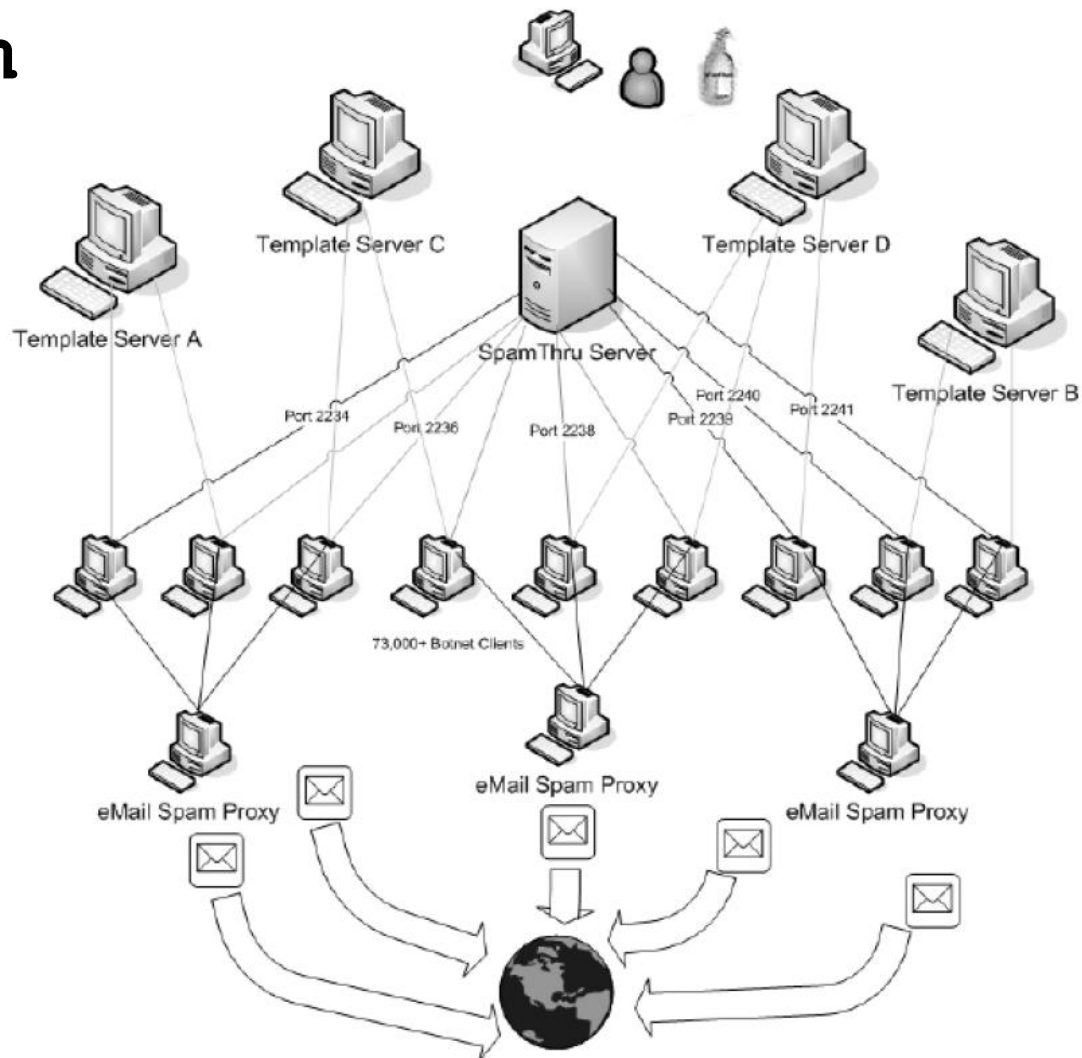 n
Template Server C
Template Server D
Template Server A
SpamThru Server
Template Server B
Port 2234
Port 2236
Port 2238
Port 2240
Port 2239
Port 2241
73,000+ Botnet Clients
eMail Spam Proxy
eMail Spam Proxy
eMail Spam Proxy